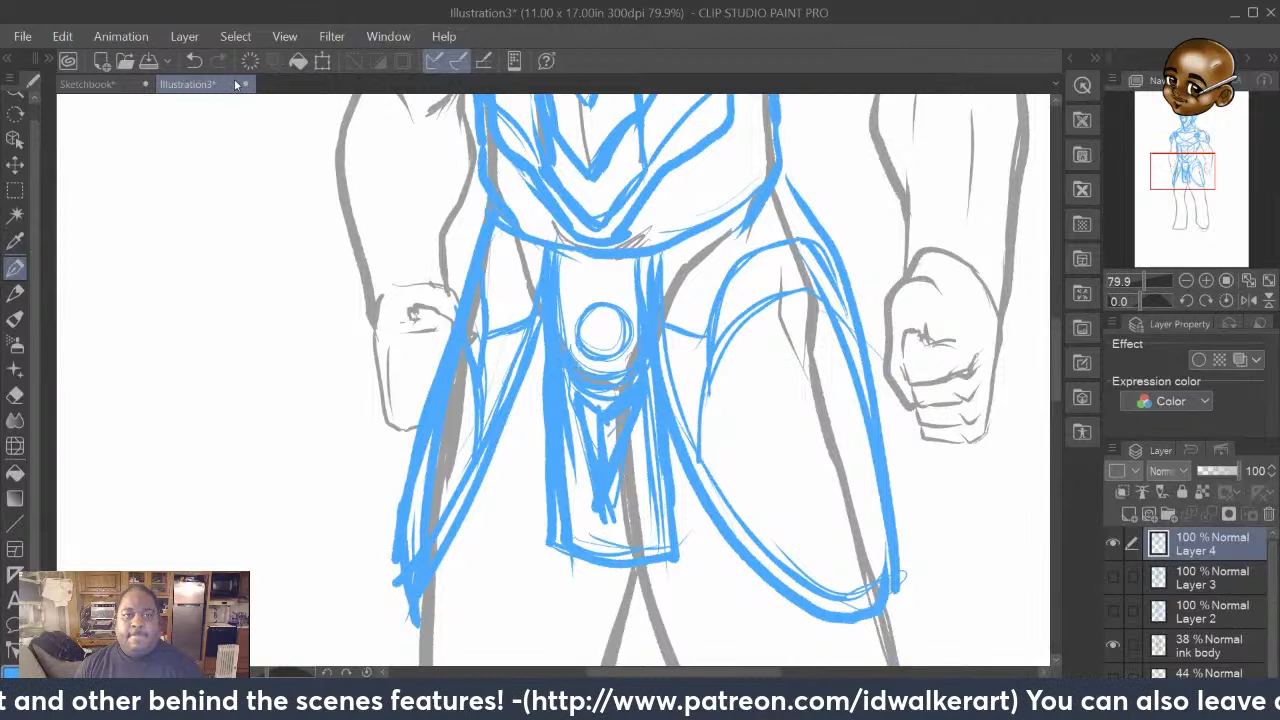 Illustration3* (11.00 x 17.00in 300dpi 79.9%) - CLIP STUDIO PAINT PRO
File Edit Animation Layer Select View Filter Window Help
Sketchbook* Illustration3*
79.9
0.0
Layer Property
Effect
Expression color
Color
Layer
Norm 100
100 % Normal
Layer 4
100 % Normal
Layer 3
100 % Normal
Layer 2
38 % Normal
ink body
44 % Normal
t and other behind the scenes features! -(http://www.patreon.com/idwalkerart) You can also leave